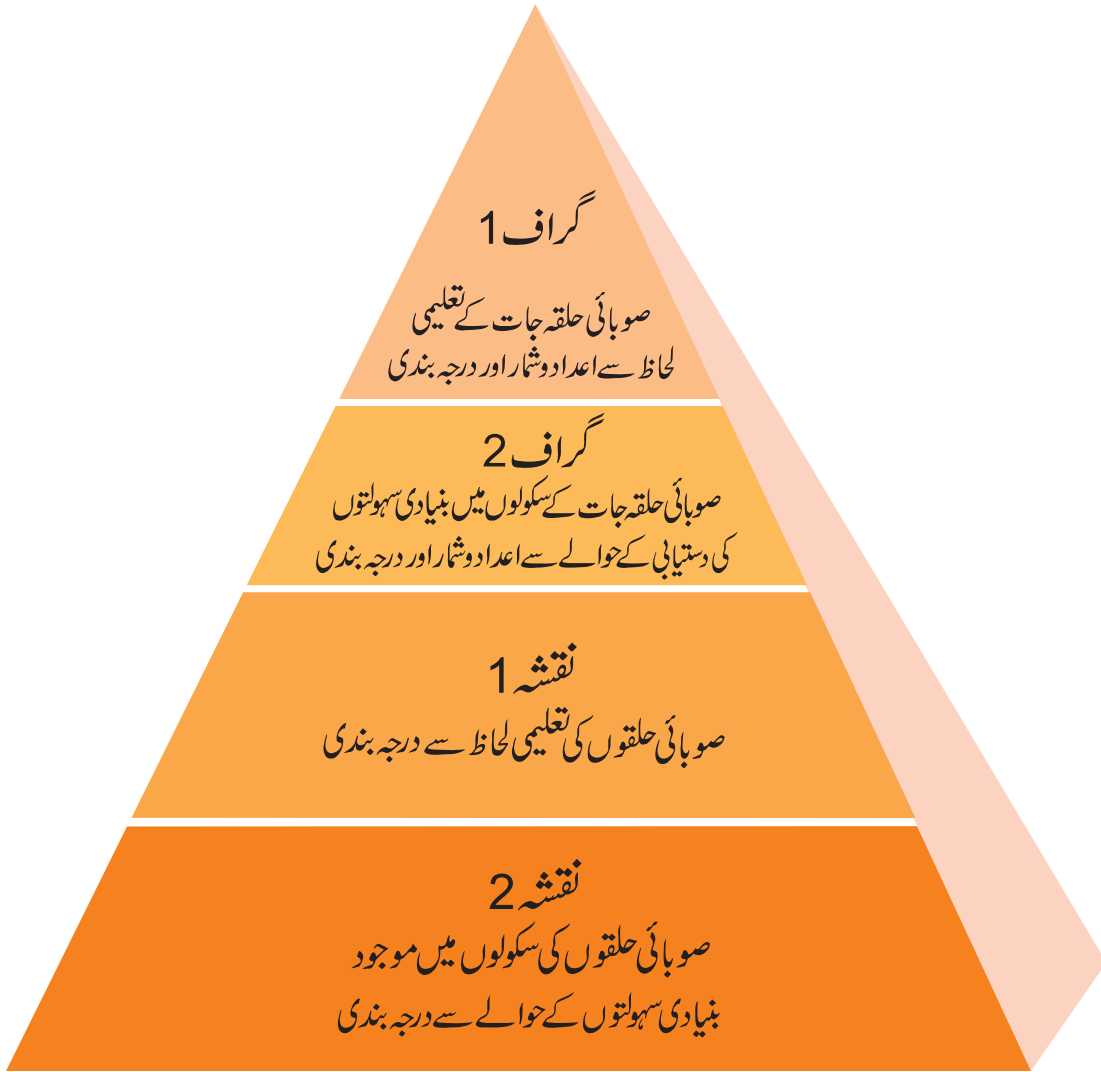 گراف 1
صوبائی حلقہ جات کے تعلیمی
لحاظ سے اعداد و شمار اور درجہ بندی
گراف 2
صوبائی حلقہ جات کے سکولوں میں بنیادی سہولتوں
کی دستیابی کے حوالے سے اعداد و شمار اور درجہ بندی
نقشہ 1
صوبائی حلقوں کی تعلیمی لحاظ سے درجہ بندی
نقشہ 2
صوبائی حلقوں کی سکولوں میں موجود
بنیادی سہولتوں کے حوالے سے درجہ بندی